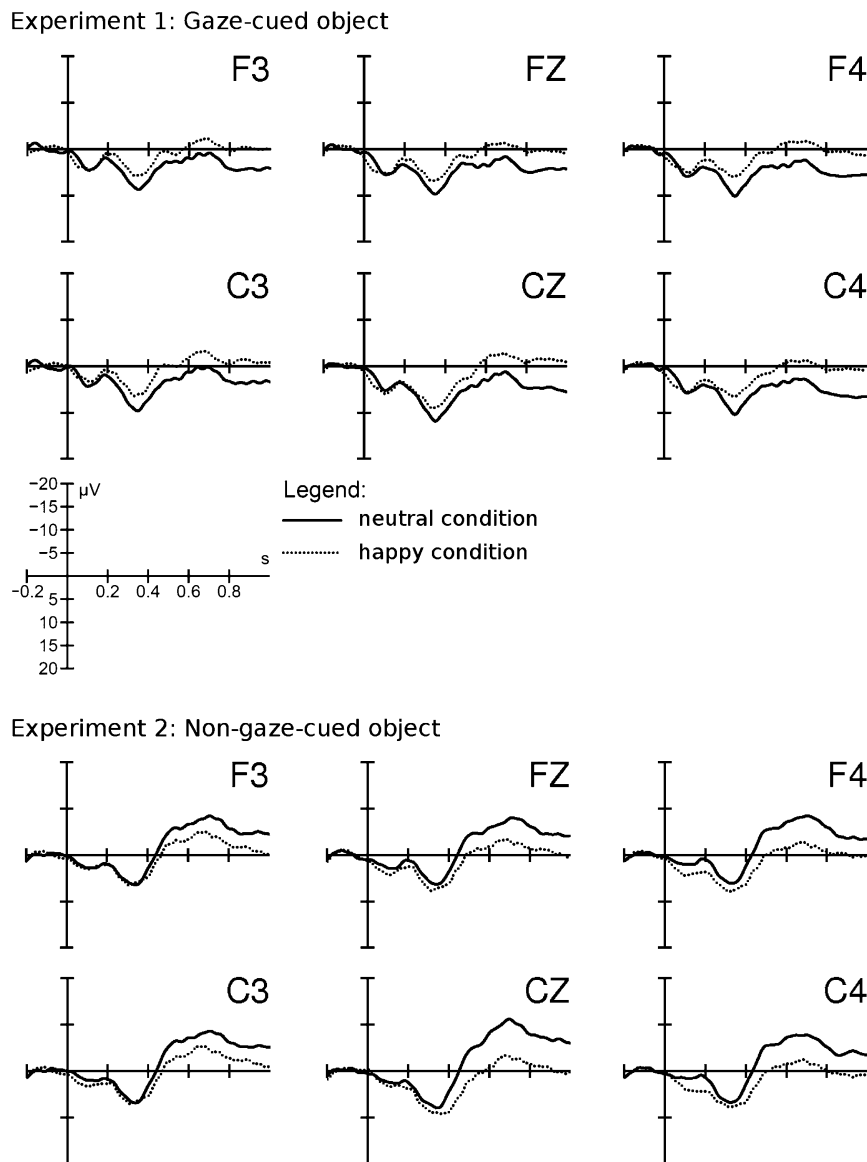 Experiment 1: Gaze-cued object
F3 FZ F4
C3 CZ C4
−20 µV
−15
−10
−5
s
−0.2 0.2 0.4 0.6 0.8
5
10
15
20
Legend:
neutral condition
happy condition
Experiment 2: Non-gaze-cued object
F3 FZ F4
C3 CZ C4